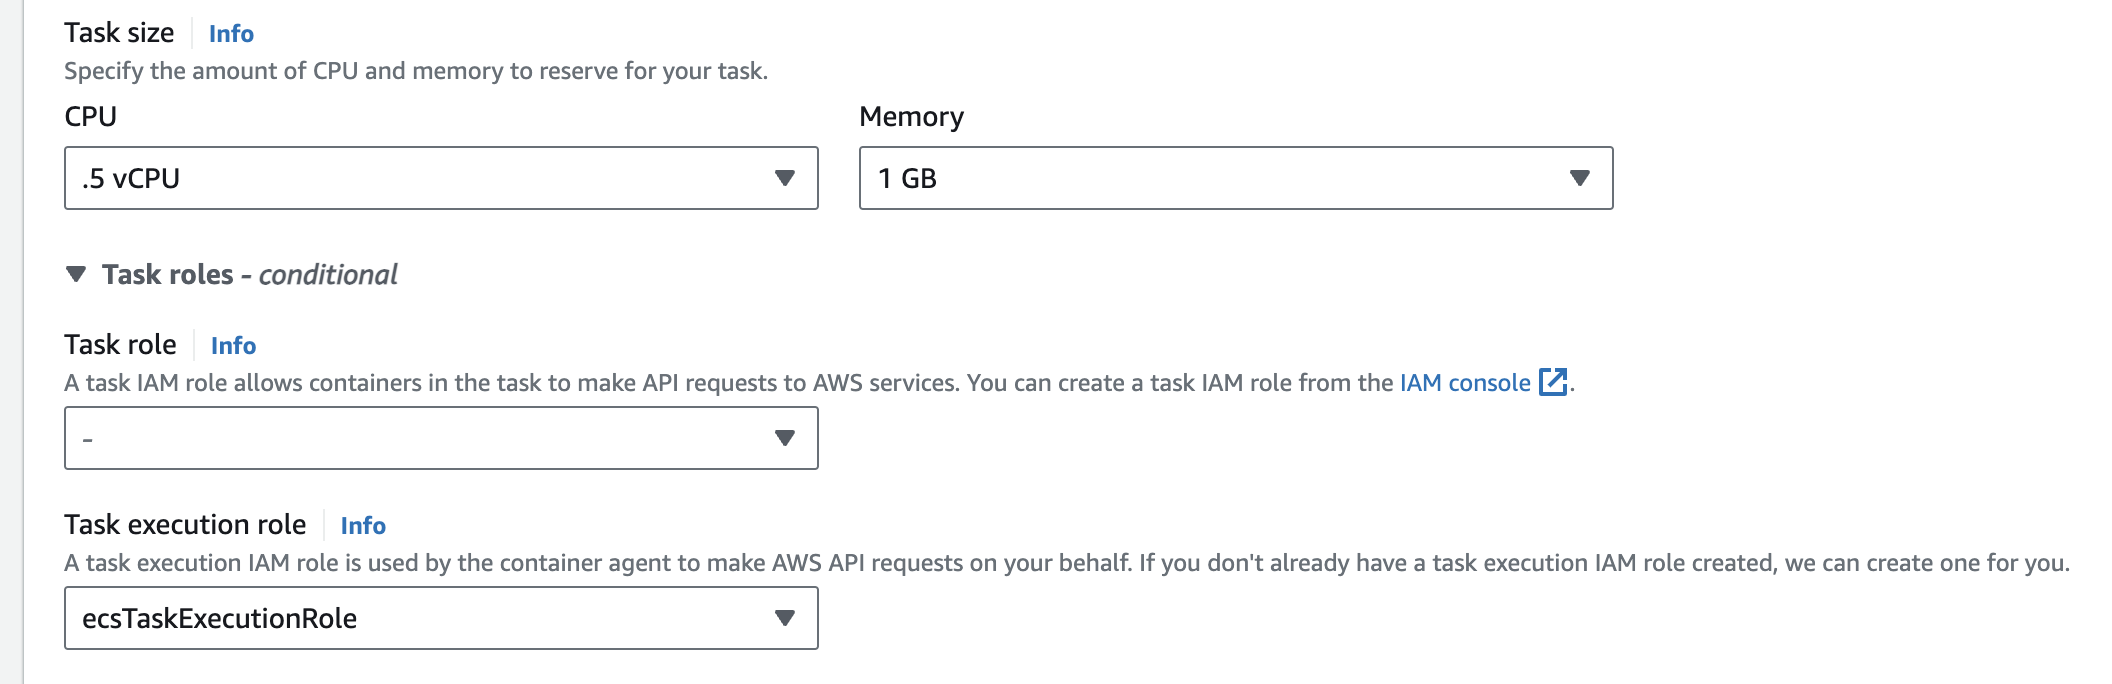 Task size Info
Specify the amount of CPU and memory to reserve for your task.
CPU Memory
.5 vCPU 1 GB
Task roles - conditional
Task role Info
A task IAM role allows containers in the task to make API requests to AWS services. You can create a task IAM role from the IAM console.
-
Task execution role Info
A task execution IAM role is used by the container agent to make AWS API requests on your behalf. If you don't already have a task execution IAM role created, we can create one for you.
ecsTaskExecutionRole